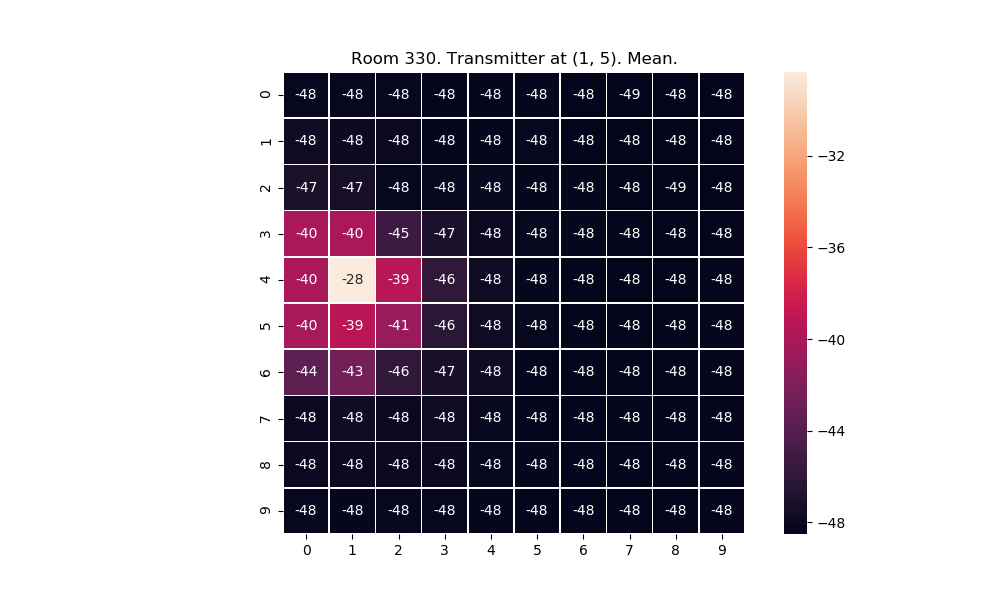 Room 330. Transmitter at (1, 5). Mean.
0 -48 -48 -48 -48 -48 -48 -48 -49 -48 -48
1 -48 -48 -48 -48 -48 -48 -48 -48 -48 -48
2 -47 -47 -48 -48 -48 -48 -48 -48 -49 -48
3 -40 -40 -45 -47 -48 -48 -48 -48 -48 -48
4 -40 -28 -39 -46 -48 -48 -48 -48 -48 -48
5 -40 -39 -41 -46 -48 -48 -48 -48 -48 -48
6 -44 -43 -46 -47 -48 -48 -48 -48 -48 -48
7 -48 -48 -48 -48 -48 -48 -48 -48 -48 -48
8 -48 -48 -48 -48 -48 -48 -48 -48 -48 -48
9 -48 -48 -48 -48 -48 -48 -48 -48 -48 -48
0 1 2 3 4 5 6 7 8 9
−32
−36
−40
−44
−48